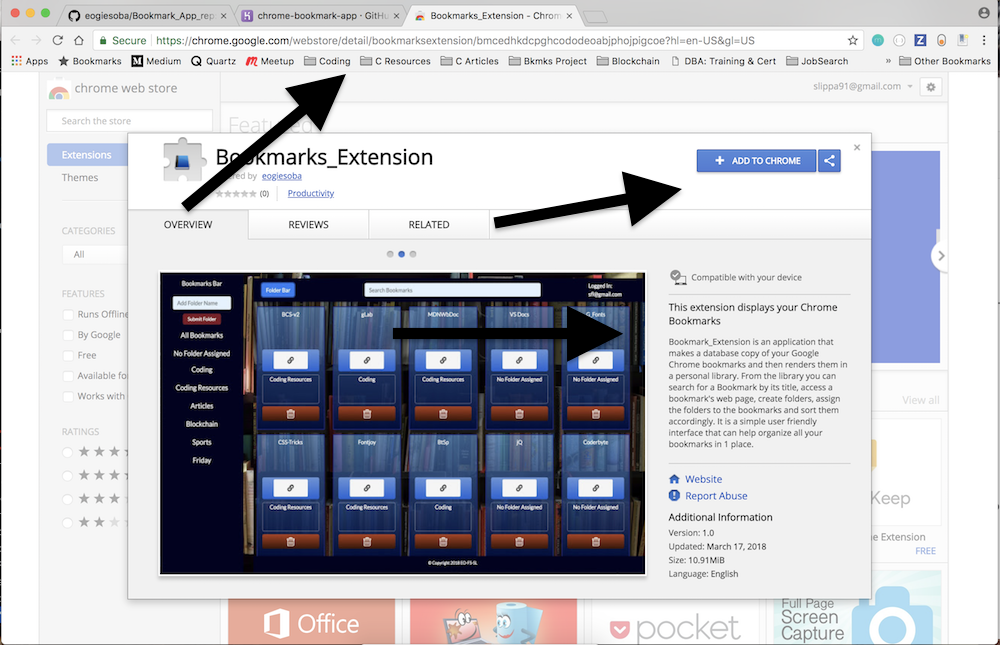 eogiesoba/Bookmark_App_rep
chrome-bookmark-app · GitHu
Bookmarks_Extension - Chrom
Secure
https://chrome.google.com/webstore/detail/bookmarksextension/bmcedhkdcpghcododeoabjphojpigcoe?hl=en-US&gl=US
Apps Bookmarks Medium Quartz Meetup Coding C Resources C Articles Bkmks Project Blockchain DBA: Training & Cert JobSearch » Other Bookmarks
chrome web store
slippa91@gmail.com
Search the store
Featured
Extensions
Themes
CATEGORIES
All
FEATURES
Runs Offline
By Google
Free
Available fo
Works with
RATINGS
Bookmarks_Extension
eogiesoba
(0) Productivity
ADD TO CHROME
OVERVIEW REVIEWS RELATED
Bookmarks Bar
Add Folder Name
Submit Folder
All Bookmarks
No Folder Assigned
Coding
Coding Resources
Articles
Blockchain
Sports
Friday
Folder Bar
Search Bookmarks
Logged In:
sfl@gmail.com
BCS-v2 gLab MDNWbDoc VS Docs G_Fonts
Coding Resources Coding Coding Resources No Folder Assigned No Folder Assigned
CSS-Tricks Fontjoy BtSp jQ Coderbyte
Coding Resources Coding Resources Coding No Folder Assigned No Folder Assigned
© Copyright 2018 EO-FS-SL
Compatible with your device
This extension displays your Chrome
Bookmarks
Bookmark_Extension is an application that
makes a database copy of your Google
Chrome bookmarks and then renders them in
a personal library. From the library you can
search for a Bookmark by its title, access a
bookmark's web page, create folders, assign
the folders to the bookmarks and sort them
accordingly. It is a simple user friendly
interface that can help organize all your
bookmarks in 1 place.
Website
Report Abuse
Additional Information
Version: 1.0
Updated: March 17, 2018
Size: 10.91MiB
Language: English
View all
Keep
e Extension
FREE
Office
pocket
Full Page
Screen
Capture